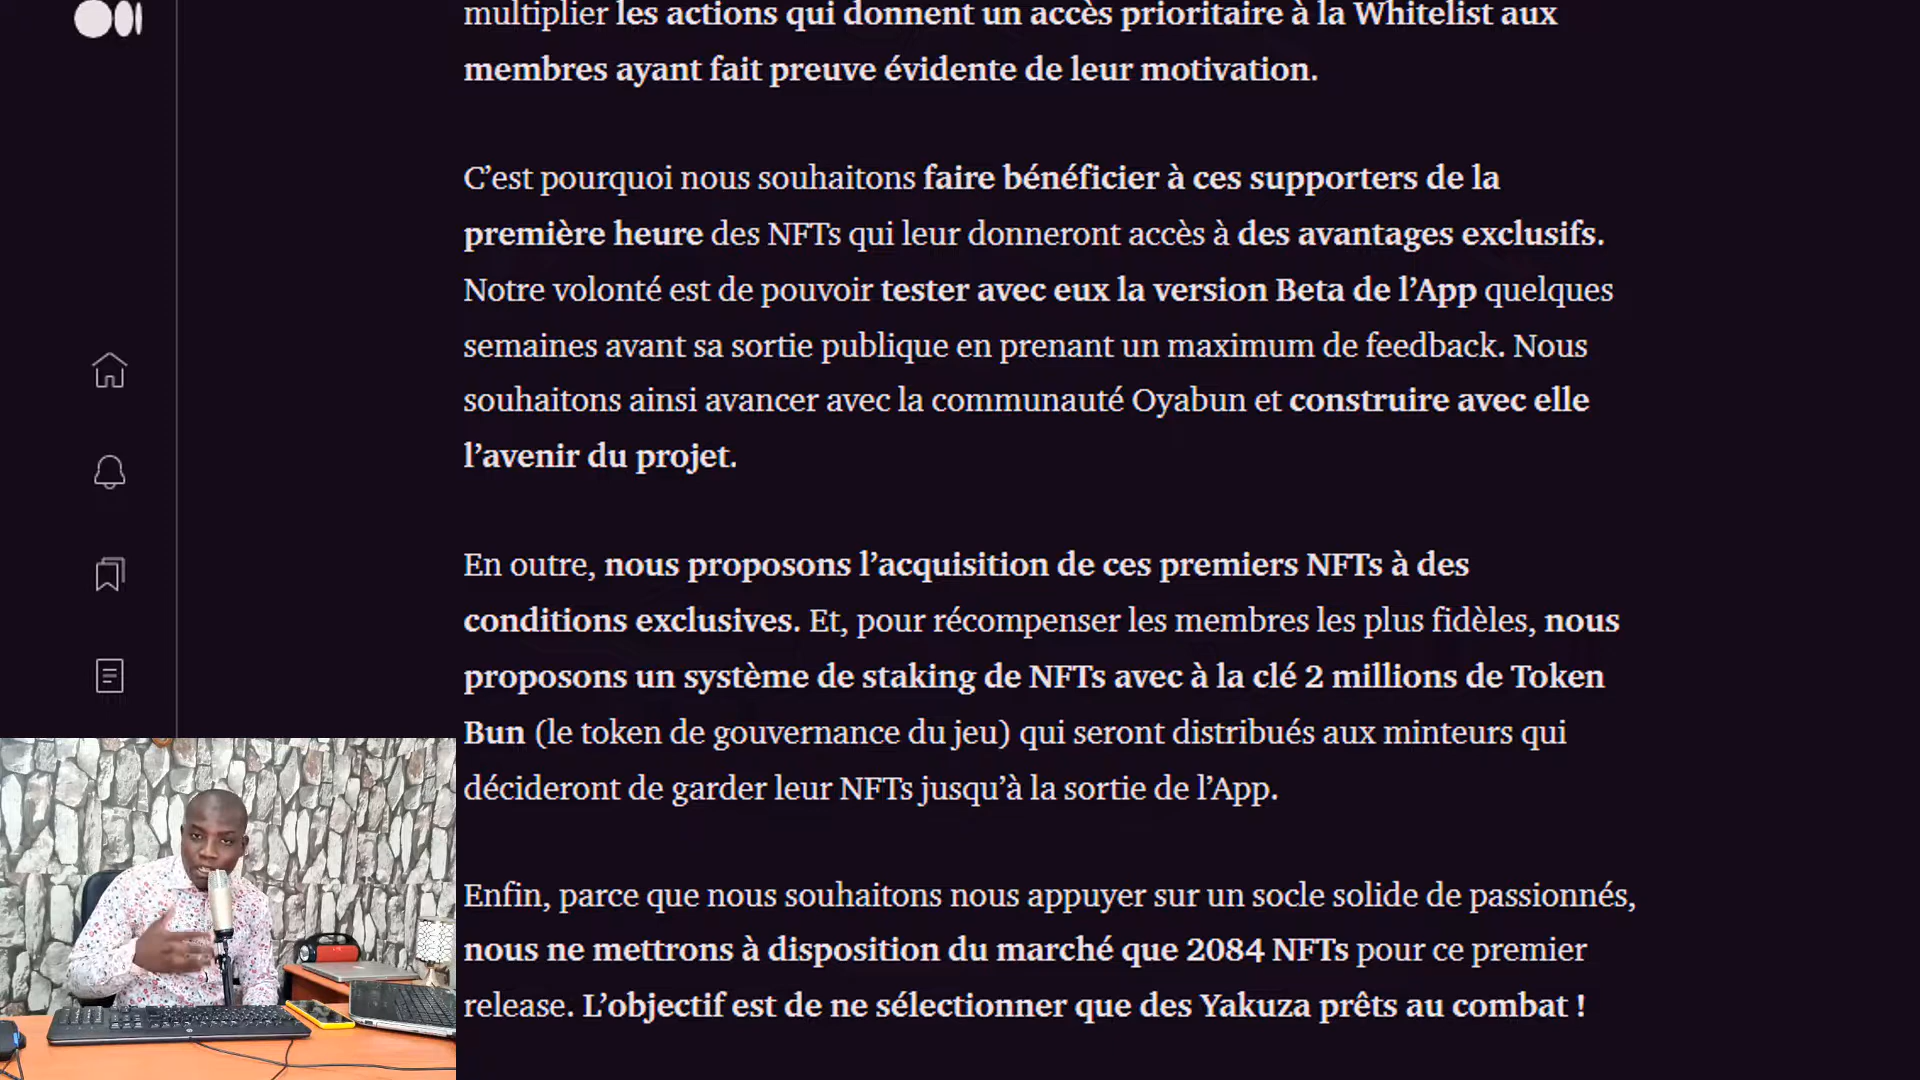 multiplier les actions qui donnent un accès prioritaire à la Whitelist aux
membres ayant fait preuve évidente de leur motivation.
C’est pourquoi nous souhaitons faire bénéficier à ces supporters de la
première heure des NFTs qui leur donneront accès à des avantages exclusifs.
Notre volonté est de pouvoir tester avec eux la version Beta de l’App quelques
semaines avant sa sortie publique en prenant un maximum de feedback. Nous
souhaitons ainsi avancer avec la communauté Oyabun et construire avec elle
l’avenir du projet.
En outre, nous proposons l’acquisition de ces premiers NFTs à des
conditions exclusives. Et, pour récompenser les membres les plus fidèles, nous
proposons un système de staking de NFTs avec à la clé 2 millions de Token
Bun (le token de gouvernance du jeu) qui seront distribués aux minteurs qui
décideront de garder leur NFTs jusqu’à la sortie de l’App.
Enfin, parce que nous souhaitons nous appuyer sur un socle solide de passionnés,
nous ne mettrons à disposition du marché que 2084 NFTs pour ce premier
release. L’objectif est de ne sélectionner que des Yakuza prêts au combat !